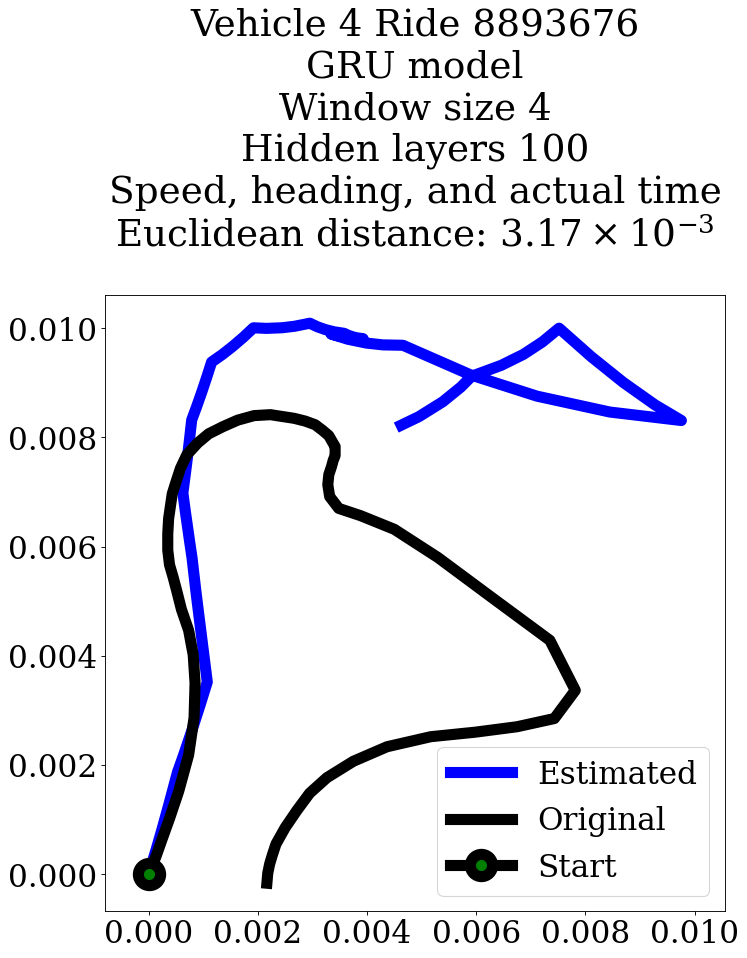 Vehicle 4 Ride 8893676
GRU model
Window size 4
Hidden layers 100
Speed, heading, and actual time
Euclidean distance: 3.17 × 10⁻³
0.010
0.008
0.006
0.004
0.002
0.000
Estimated
Original
Start
0.000 0.002 0.004 0.006 0.008 0.010